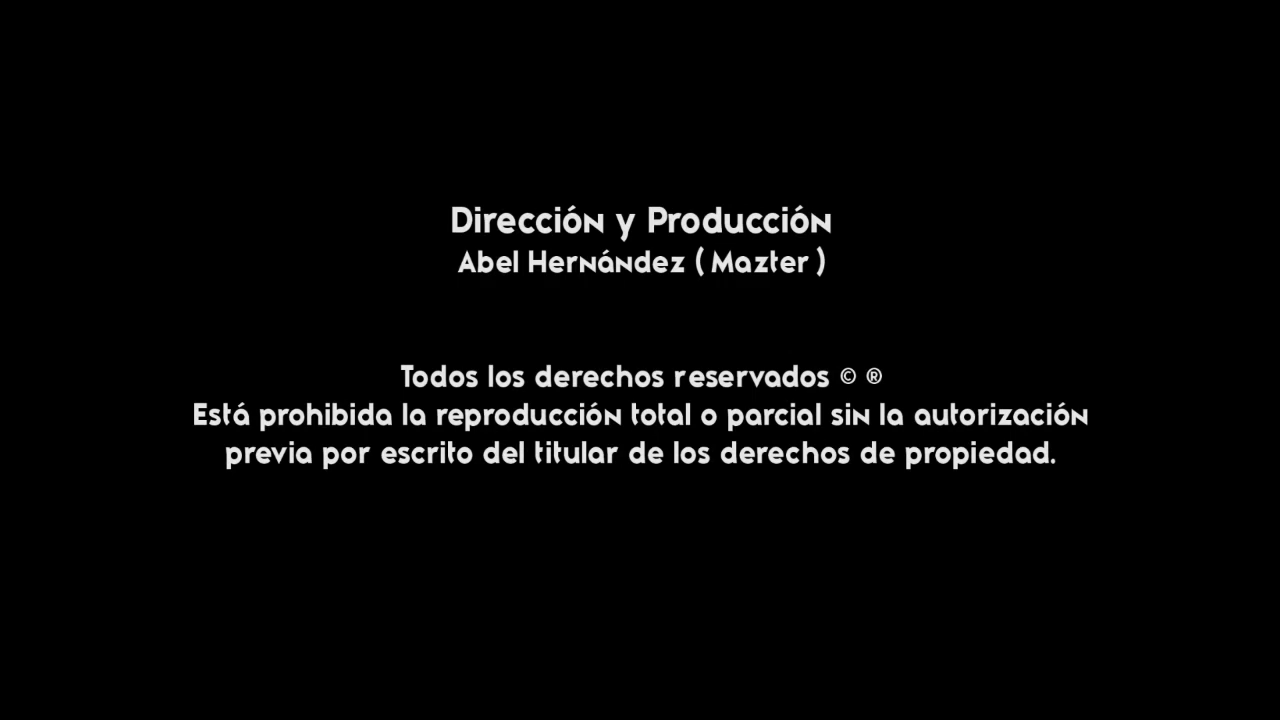 Dirección y Producción
Abel Hernández ( Mazter )
Todos los derechos reservados © ®
Está prohibida la reproducción total o parcial sin la autorización
previa por escrito del titular de los derechos de propiedad.